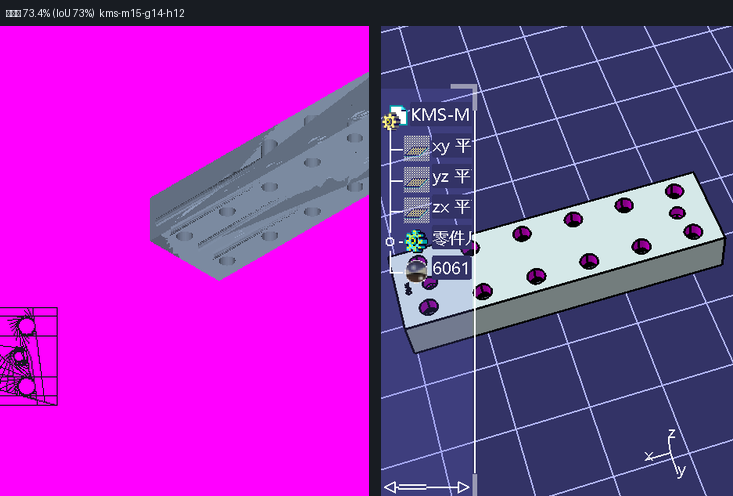 73.4% (IoU 73%) kms-m15-g14-h12
KMS-M
xy 平
yz 平
zx 平
零件
6061
z
x
y